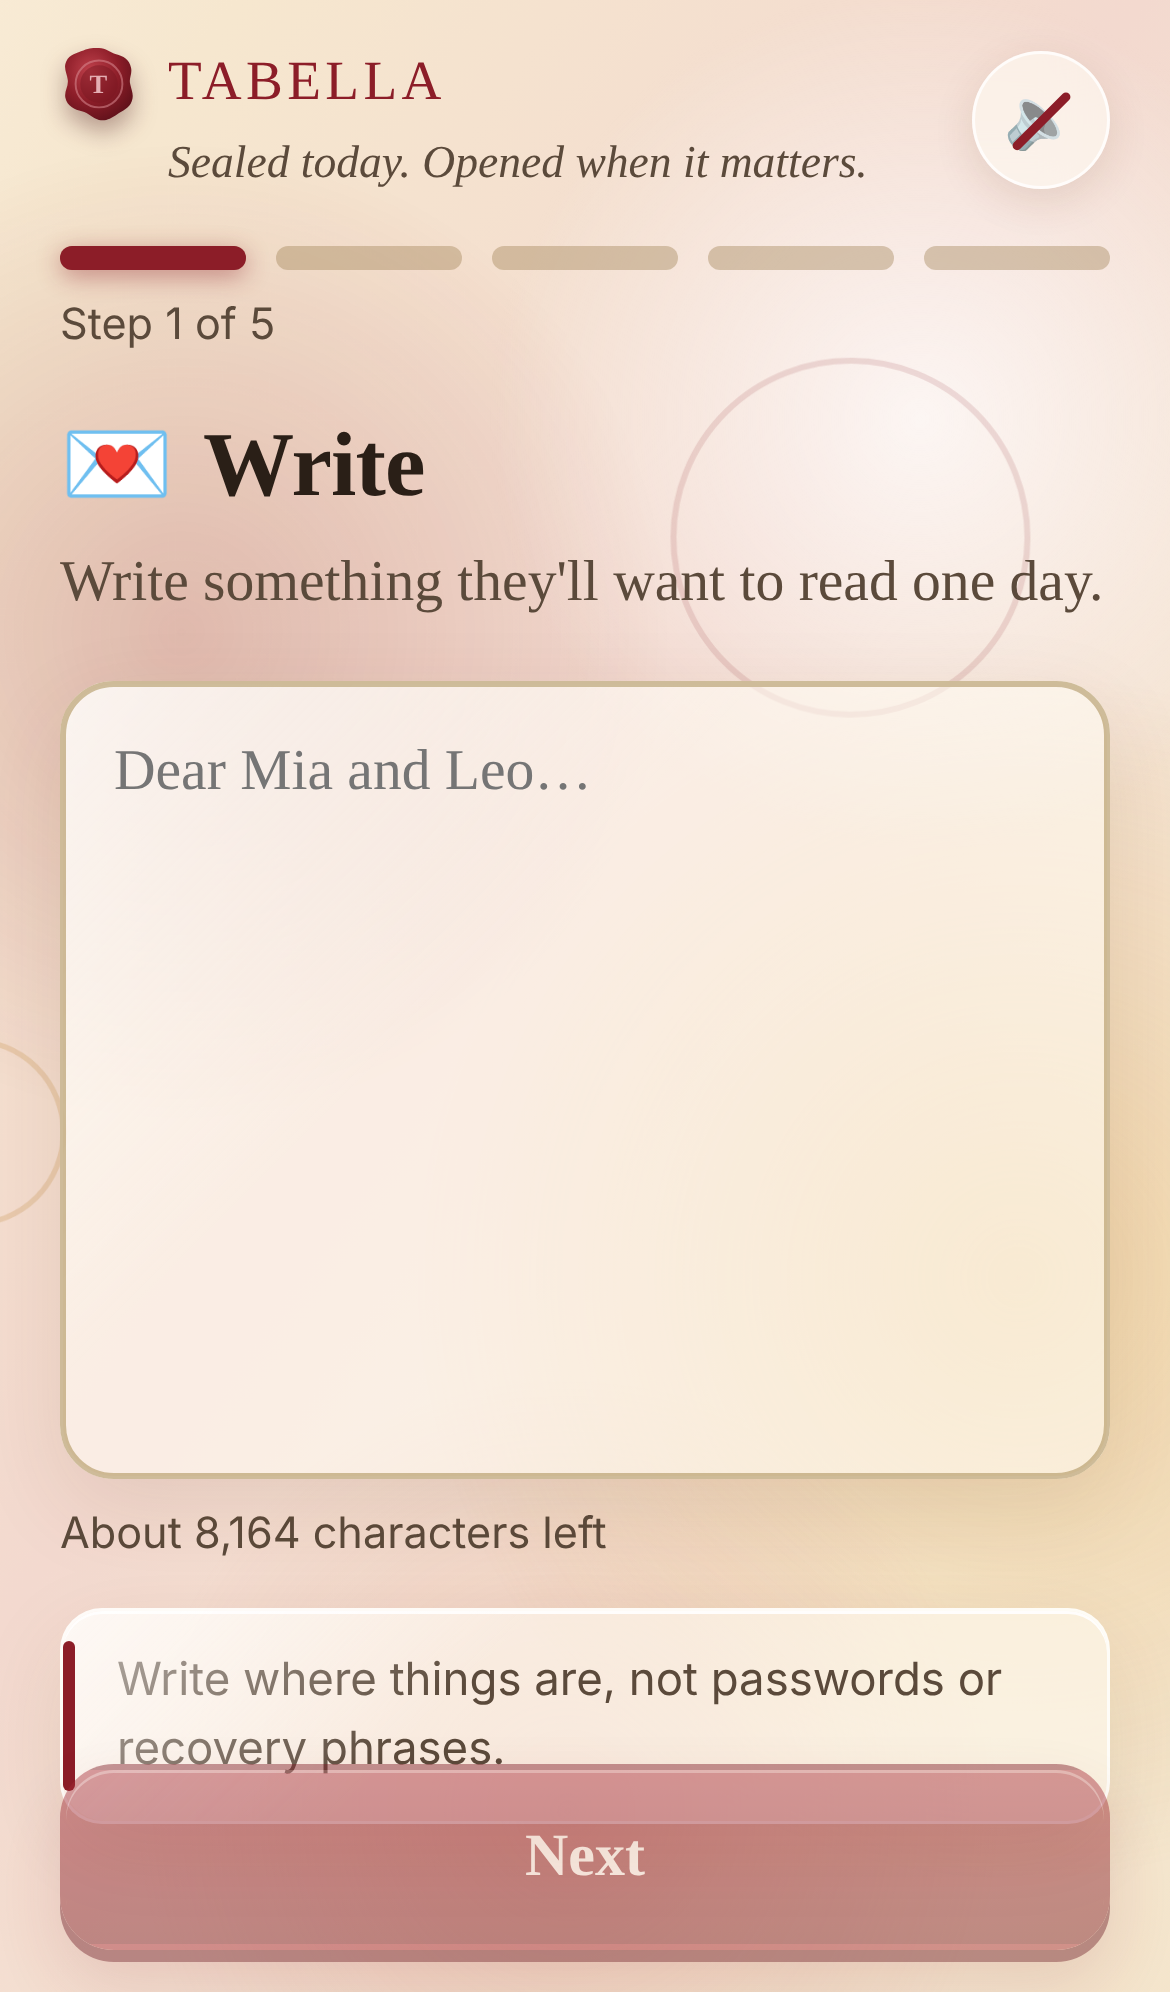 T
TABELLA
Sealed today. Opened when it matters.
Step 1 of 5
Write
Write something they'll want to read one day.
Dear Mia and Leo…
About 8,164 characters left
Write where things are, not passwords or
recovery phrases.
Next